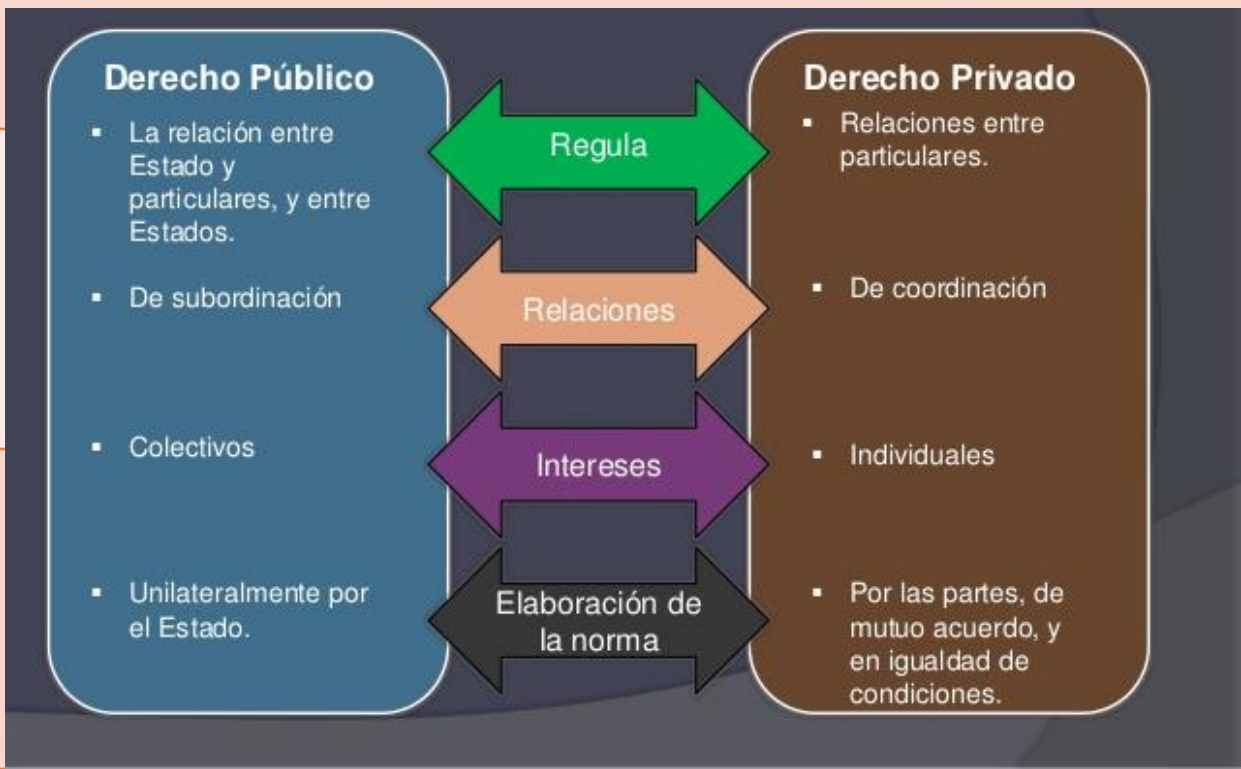 Derecho Público
▪ La relación entre
Estado y
particulares, y entre
Estados.
▪ De subordinación
▪ Colectivos
▪ Unilateralmente por
el Estado.
Regula
Relaciones
Intereses
Elaboración de
la norma
Derecho Privado
▪ Relaciones entre
particulares.
▪ De coordinación
▪ Individuales
▪ Por las partes, de
mutuo acuerdo, y
en igualdad de
condiciones.